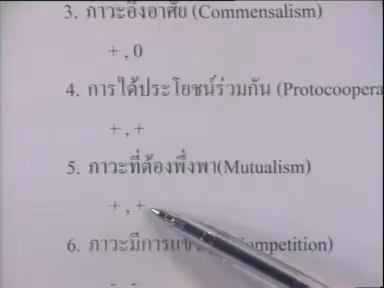 3. ภาวะอิงอาศัย (Commensalism)
+ , 0
4. การได้ประโยชน์ร่วมกัน (Protocoopera
+ , +
5. ภาวะที่ต้องพึ่งพา(Mutualism)
+ , +
6. ภาวะมีการแข ompetition)
- -